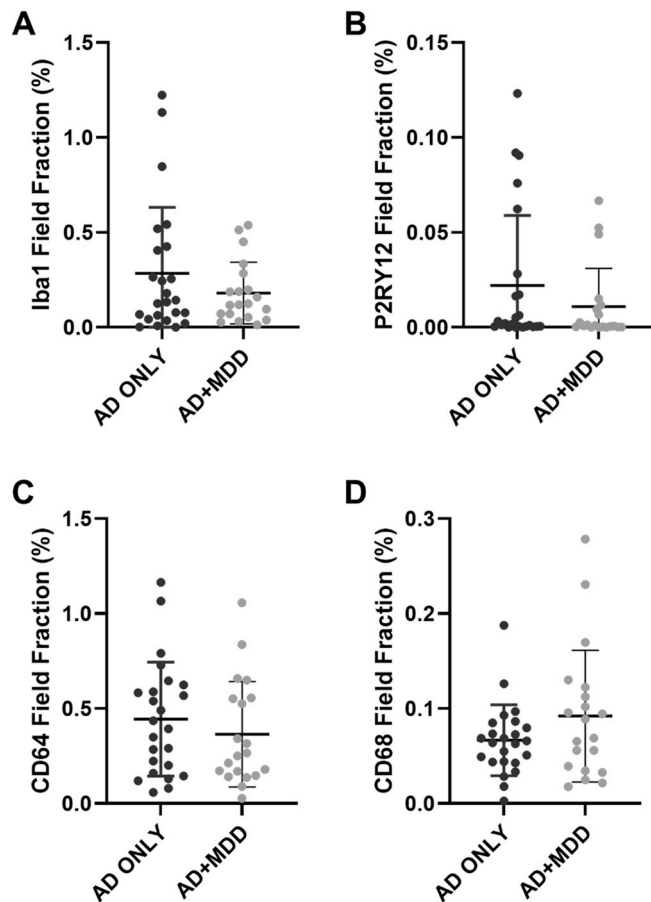 A
Iba1 Field Fraction (%)
1.5
1.0
0.5
0.0
AD ONLY
AD+MDD
B
P2RY12 Field Fraction (%)
0.15
0.10
0.05
0.00
AD ONLY
AD+MDD
C
CD64 Field Fraction (%)
1.5
1.0
0.5
0.0
AD ONLY
AD+MDD
D
CD68 Field Fraction (%)
0.3
0.2
0.1
0.0
AD ONLY
AD+MDD